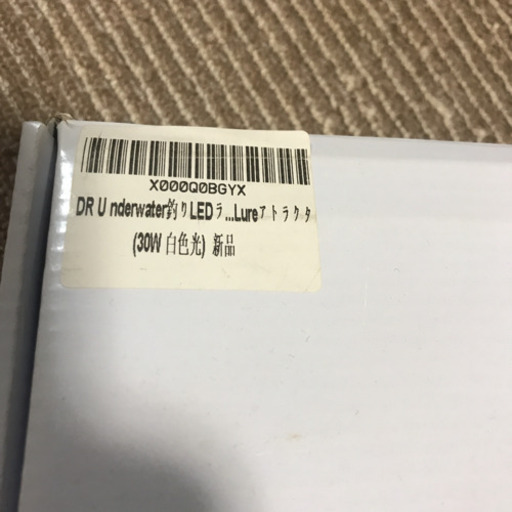 X000Q0BGYX
DR U nderwater釣りLEDラ...Lureアトラクタ
(30W 白色光) 新品